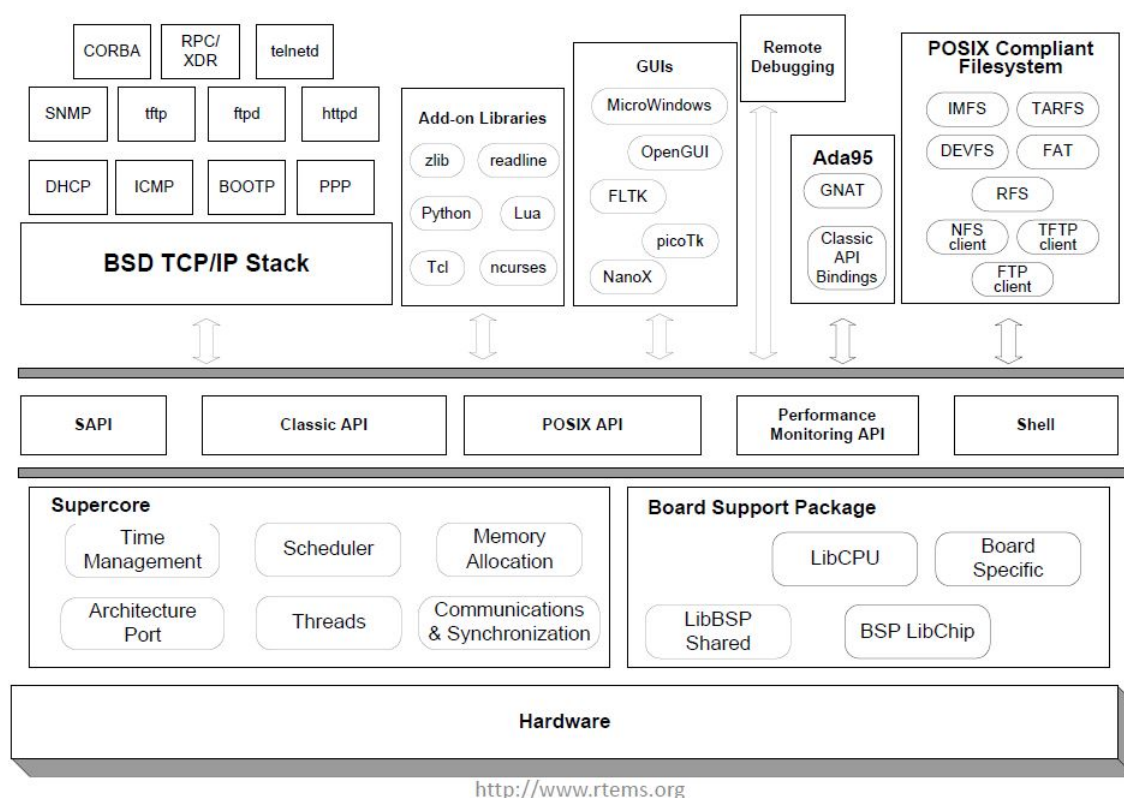 CORBA
RPC/
XDR
telnetd
SNMP
tftp
ftpd
httpd
DHCP
ICMP
BOOTP
PPP
BSD TCP/IP Stack
Add-on Libraries
zlib
readline
Python
Lua
Tcl
ncurses
GUIs
MicroWindows
OpenGUI
FLTK
picoTk
NanoX
Remote
Debugging
Ada95
GNAT
Classic
API
Bindings
POSIX Compliant
Filesystem
IMFS
TARFS
DEVFS
FAT
RFS
NFS
client
TFTP
client
FTP
client
SAPI
Classic API
POSIX API
Performance
Monitoring API
Shell
Supercore
Time
Management
Scheduler
Memory
Allocation
Architecture
Port
Threads
Communications
& Synchronization
Board Support Package
LibCPU
Board
Specific
LibBSP
Shared
BSP LibChip
Hardware
http://www.rtems.org